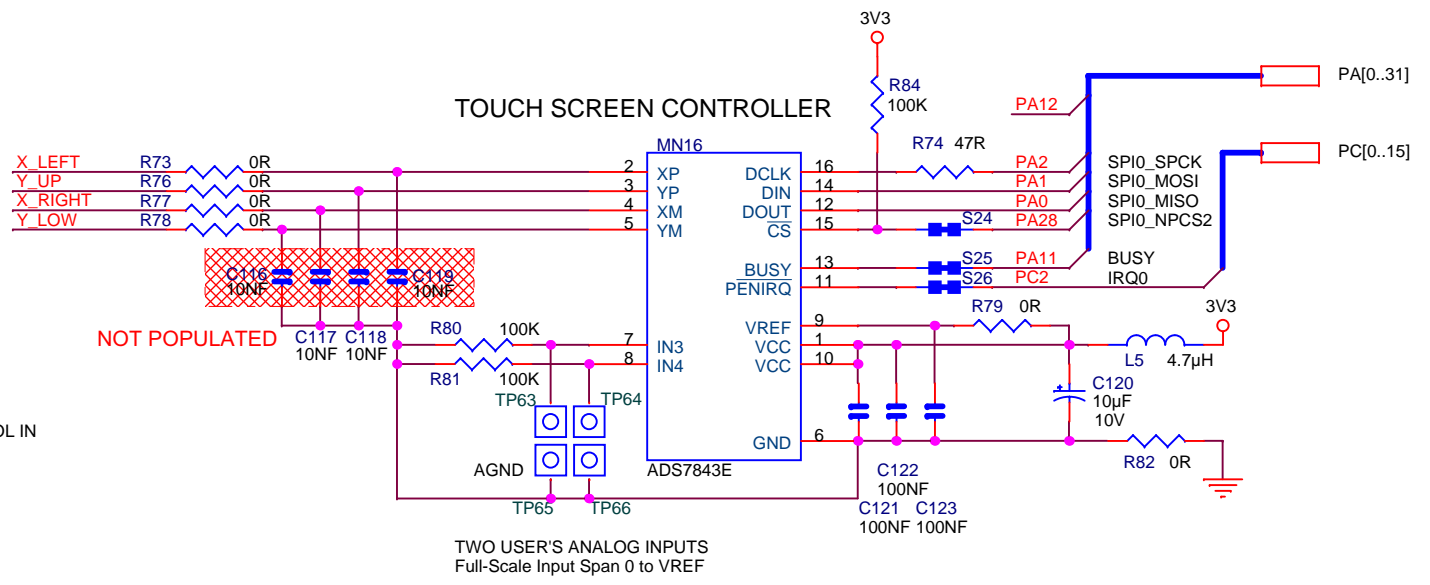 3V3
PA[0..31]
R84
100K
TOUCH SCREEN CONTROLLER
PA12
MN16
R74 47R
PC[0..15]
X_LEFT R73 0R 2 XP DCLK 16 PA2 SPI0_SPCK
Y_UP R76 0R 3 YP DIN 14 PA1 SPI0_MOSI
X_RIGHT R77 0R 4 XM DOUT 12 PA0 SPI0_MISO
Y_LOW R78 0R 5 YM CS 15 S24 PA28 SPI0_NPCS2
BUSY 13 S25 PA11 BUSY
PENIRQ 11 S26 PC2 IRQ0
C116 C119
10NF 10NF
NOT POPULATED
C117 C118
10NF 10NF
R79 0R
3V3
VREF 9
R80 100K 7 IN3 VCC 1
L5 4.7µH
R81 100K 8 IN4 VCC 10
C120
10µF
10V
TP63 TP64
OL IN
GND 6
R82 0R
AGND
ADS7843E
TP65 TP66
C122
100NF
C121 C123
100NF 100NF
TWO USER'S ANALOG INPUTS
Full-Scale Input Span 0 to VREF